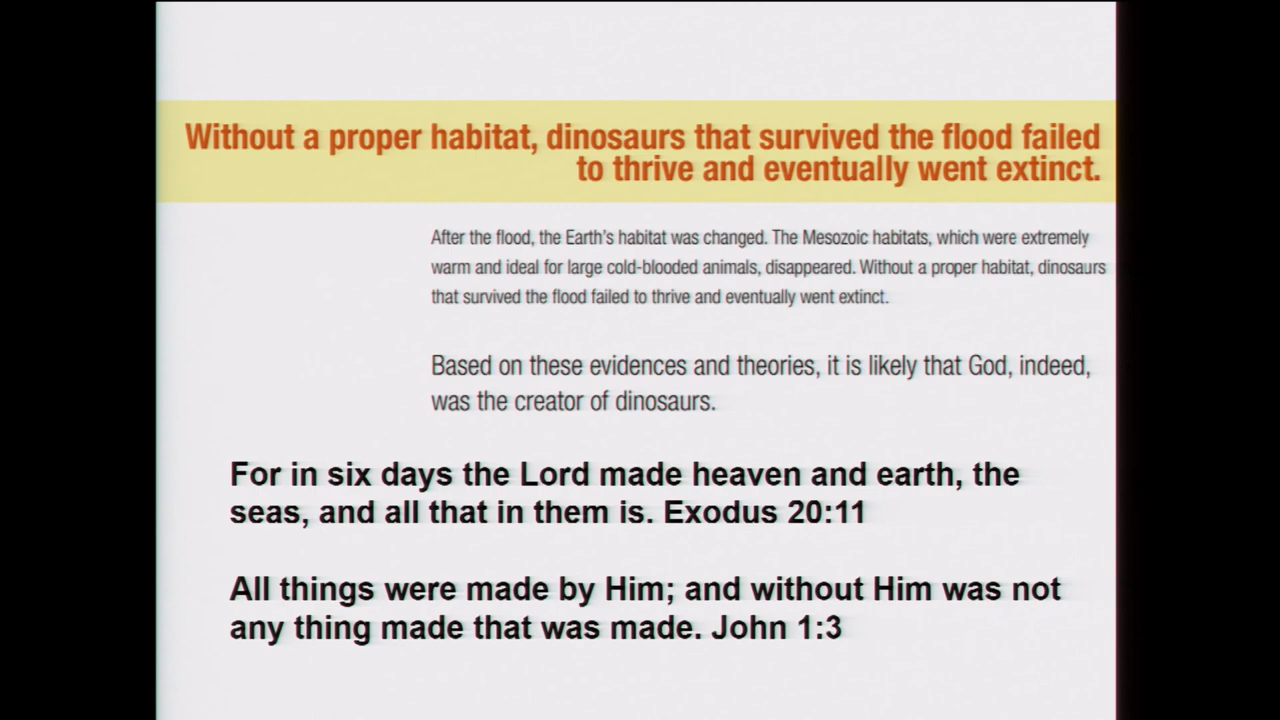 Without a proper habitat, dinosaurs that survived the flood failed
to thrive and eventually went extinct.
After the flood, the Earth's habitat was changed. The Mesozoic habitats, which were extremely
warm and ideal for large cold-blooded animals, disappeared. Without a proper habitat, dinosaurs
that survived the flood failed to thrive and eventually went extinct.
Based on these evidences and theories, it is likely that God, indeed,
was the creator of dinosaurs.
For in six days the Lord made heaven and earth, the
seas, and all that in them is. Exodus 20:11
All things were made by Him; and without Him was not
any thing made that was made. John 1:3